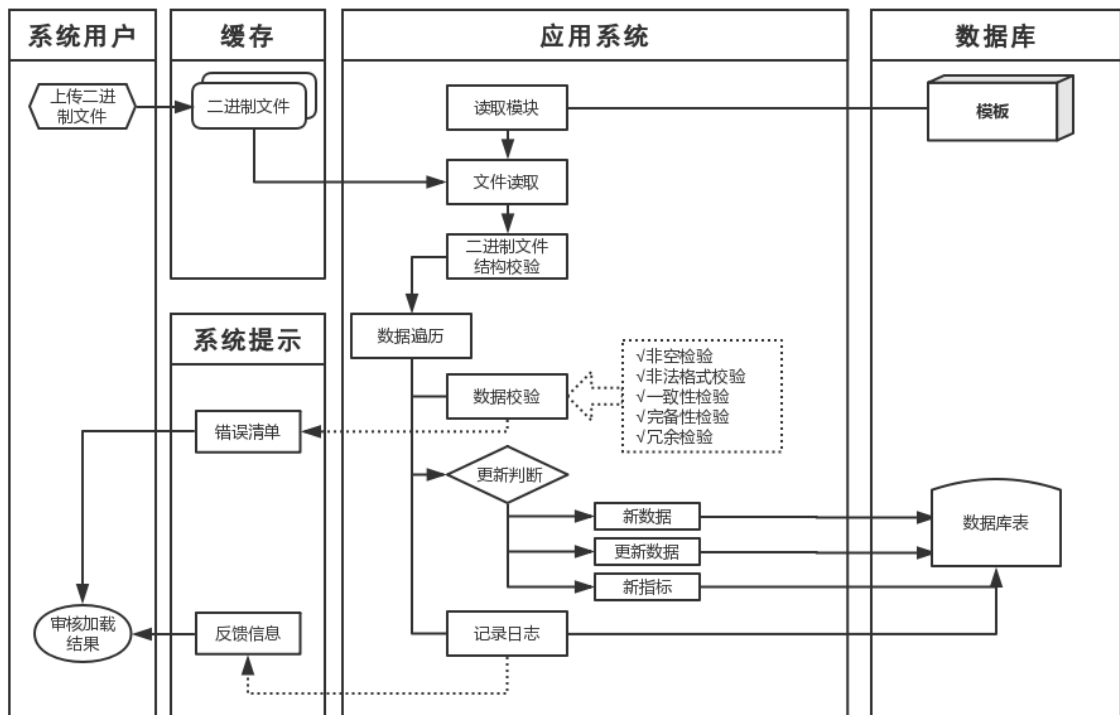 系统用户
缓存
应用系统
数据库
上传二进
制文件
二进制文件
读取模块
模板
文件读取
二进制文件
结构校验
系统提示
数据遍历
√非空检验
√非法格式校验
√一致性检验
√完备性检验
√冗余检验
数据校验
错误清单
更新判断
新数据
数据库表
更新数据
新指标
审核加载
结果
反馈信息
记录日志